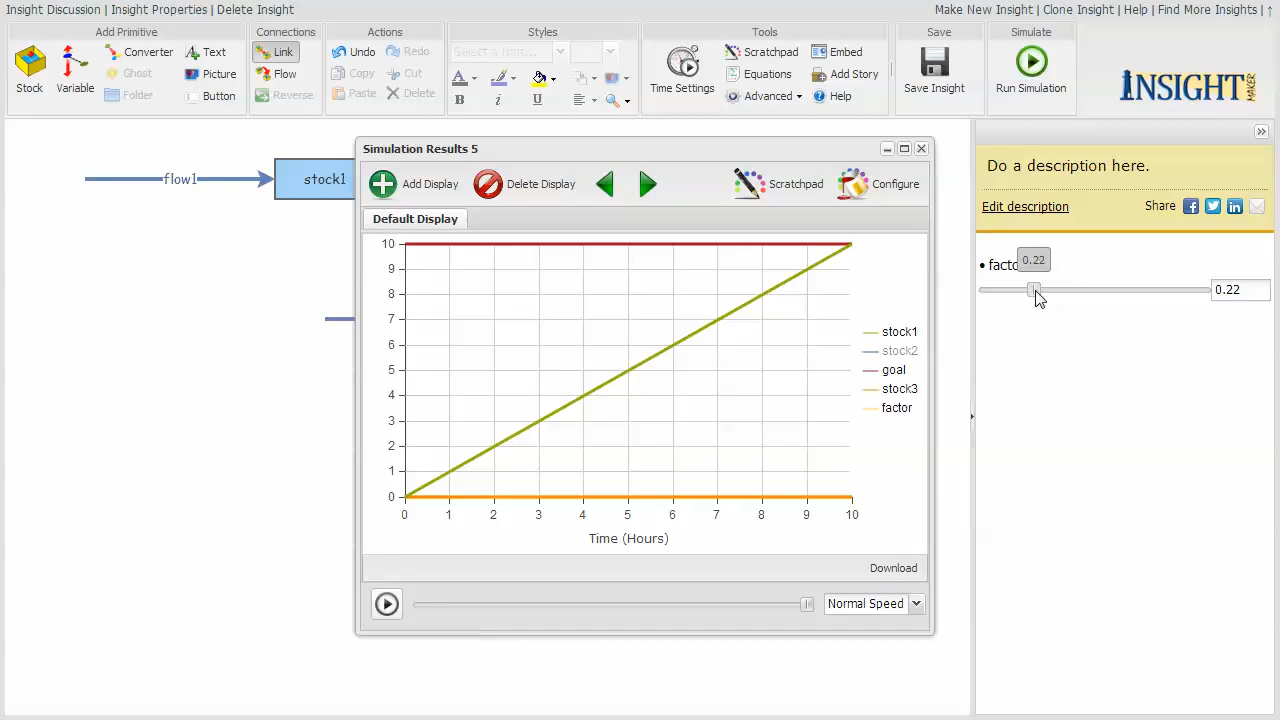 Insight Discussion | Insight Properties | Delete Insight
Make New Insight | Clone Insight | Help | Find More Insights | ↑
Add Primitive
Connections
Actions
Styles
Tools
Save
Simulate
Stock
Variable
Converter
Ghost
Folder
Text
Picture
Button
Link
Flow
Reverse
Undo
Redo
Copy
Cut
Paste
Delete
Select a font...
A
B
i
U
Time Settings
Scratchpad
Equations
Advanced
Embed
Add Story
Help
Save Insight
Run Simulation
INSIGHT
MAKER
flow1
stock1
Simulation Results 5
Add Display
Delete Display
Scratchpad
Configure
Default Display
10
9
8
7
6
5
4
3
2
1
0
0 1 2 3 4 5 6 7 8 9 10
Time (Hours)
stock1
stock2
goal
stock3
factor
Download
Normal Speed
Do a description here.
Edit description
Share
• facto
0.22
0.22